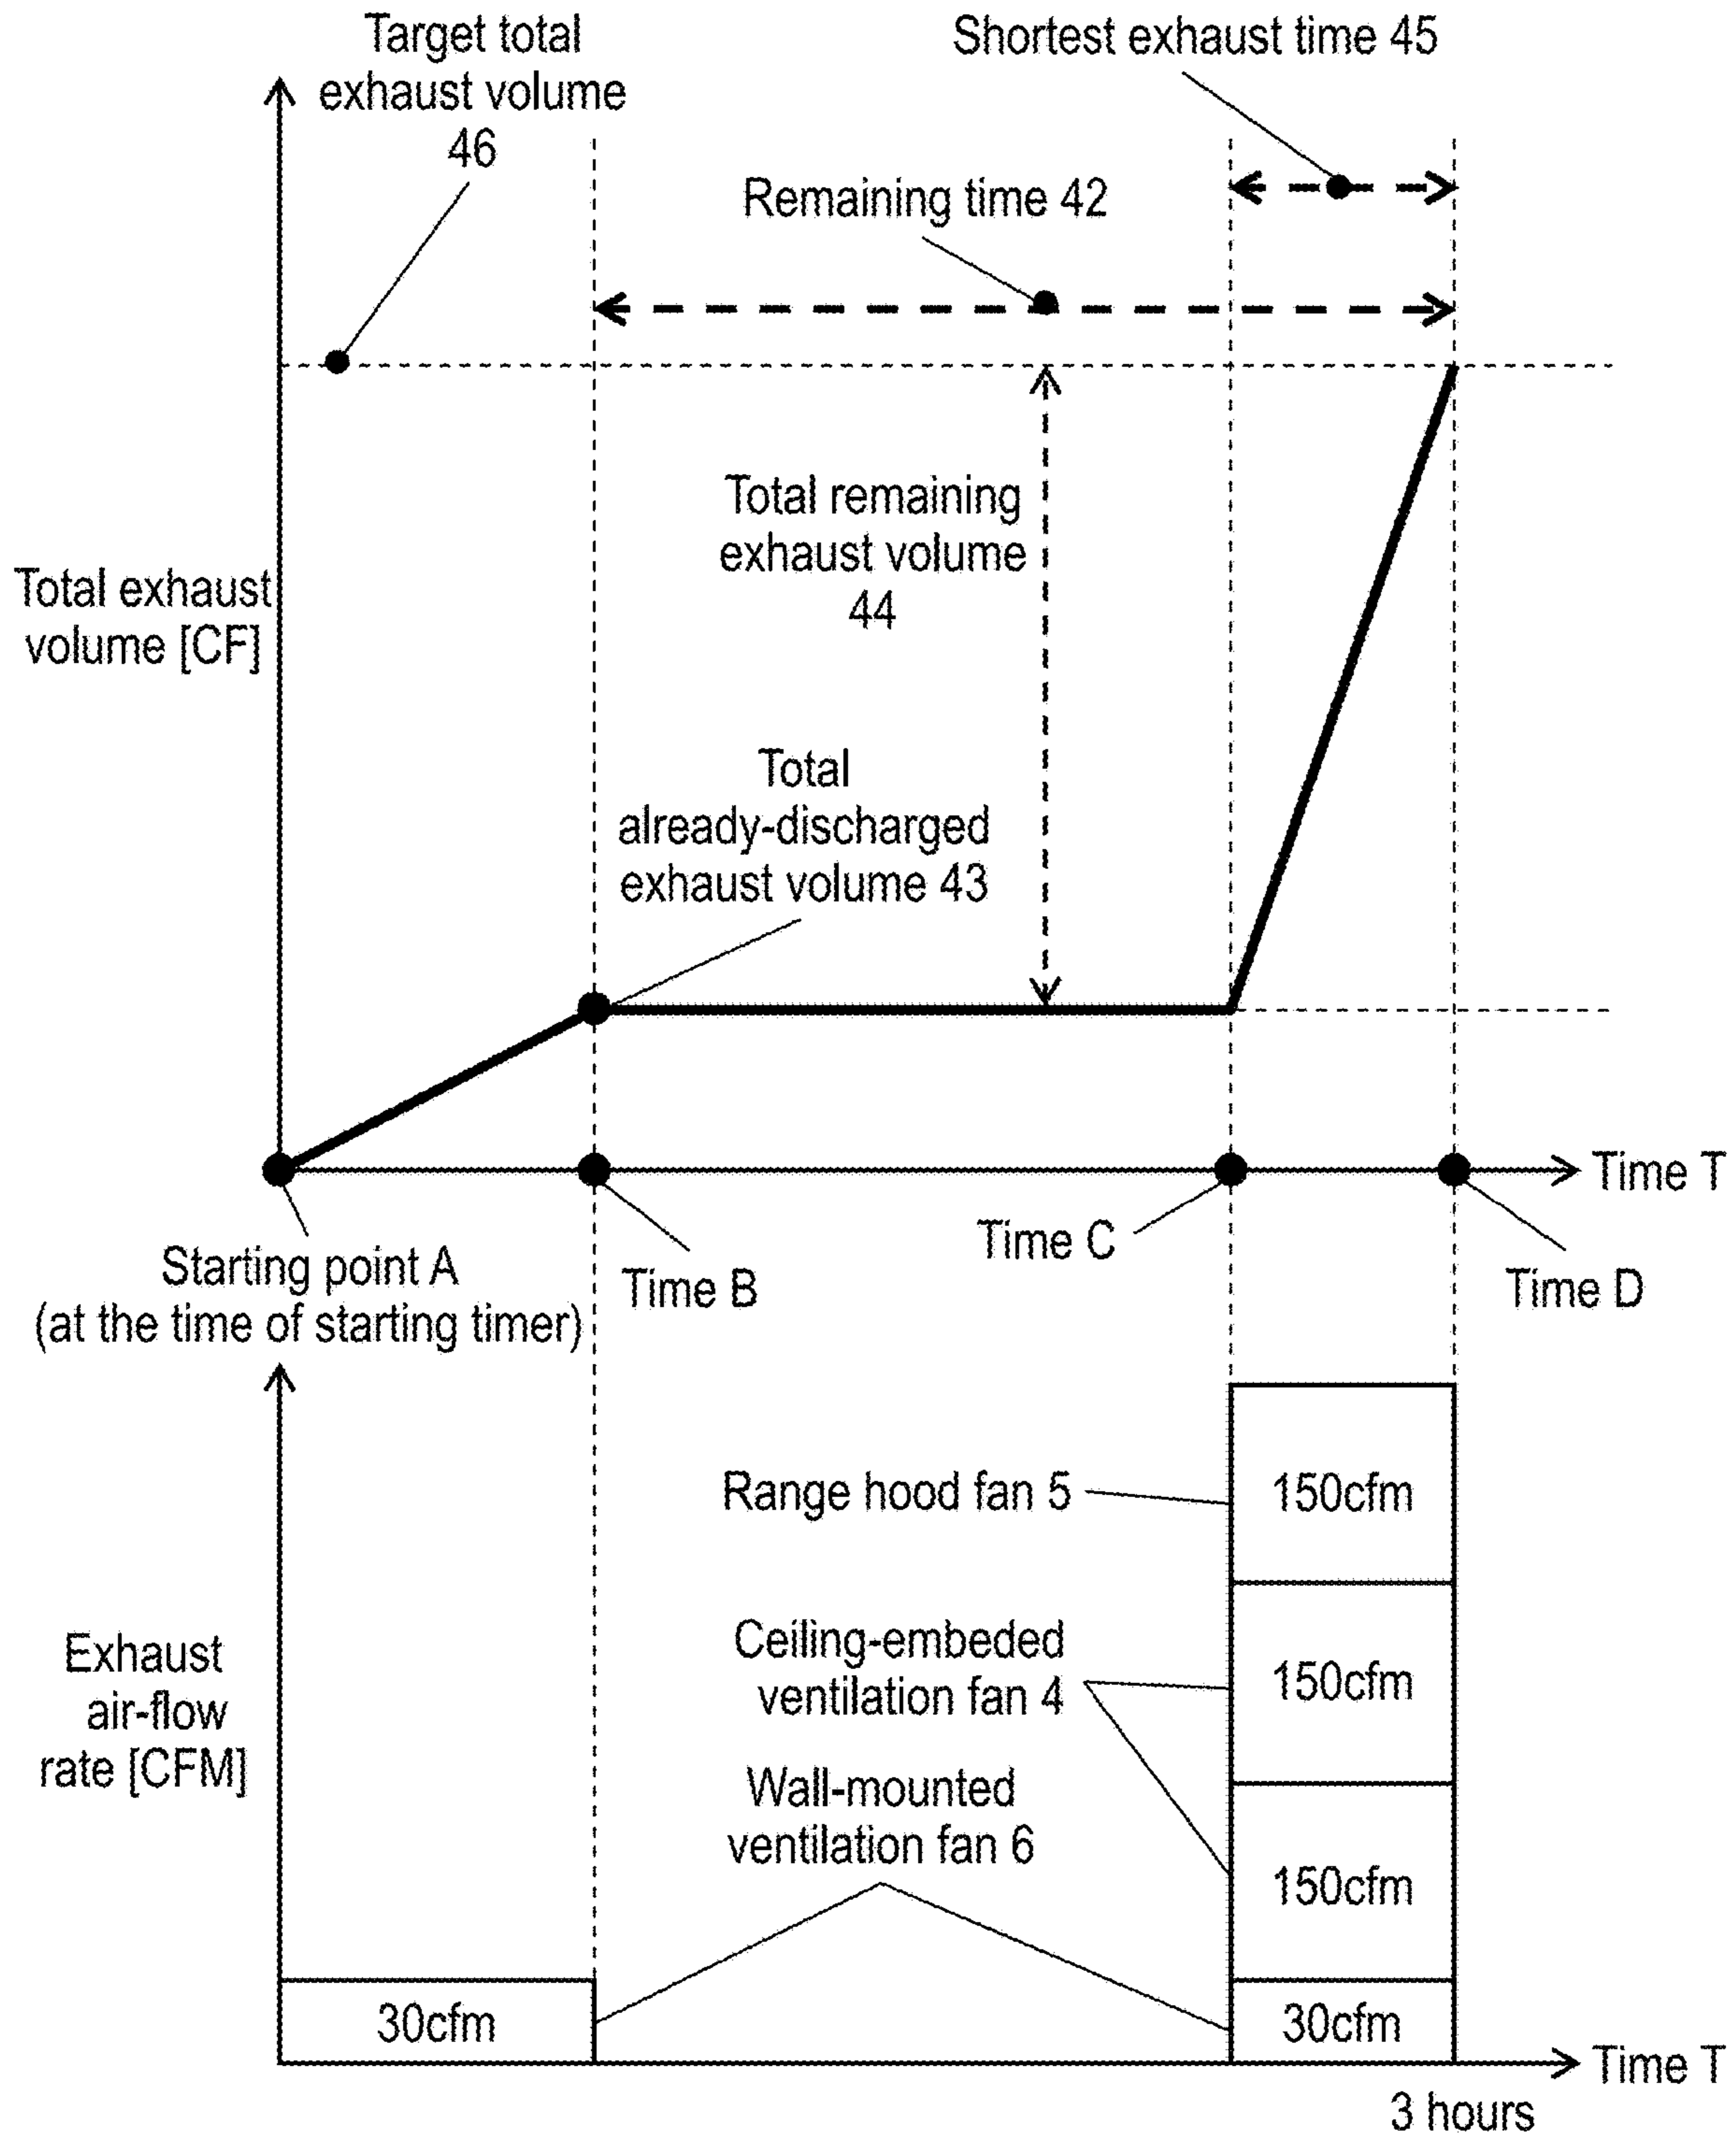 Target total
exhaust volume
46
Shortest exhaust time 45
Remaining time 42
Total remaining
exhaust volume
44
Total exhaust
volume [CF]
Total
already-discharged
exhaust volume 43
Time T
Starting point A
(at the time of starting timer)
Time B
Time C
Time D
Range hood fan 5
150cfm
Ceiling-embeded
ventilation fan 4
150cfm
Exhaust
air-flow
rate [CFM]
Wall-mounted
ventilation fan 6
150cfm
30cfm
30cfm
Time T
3 hours